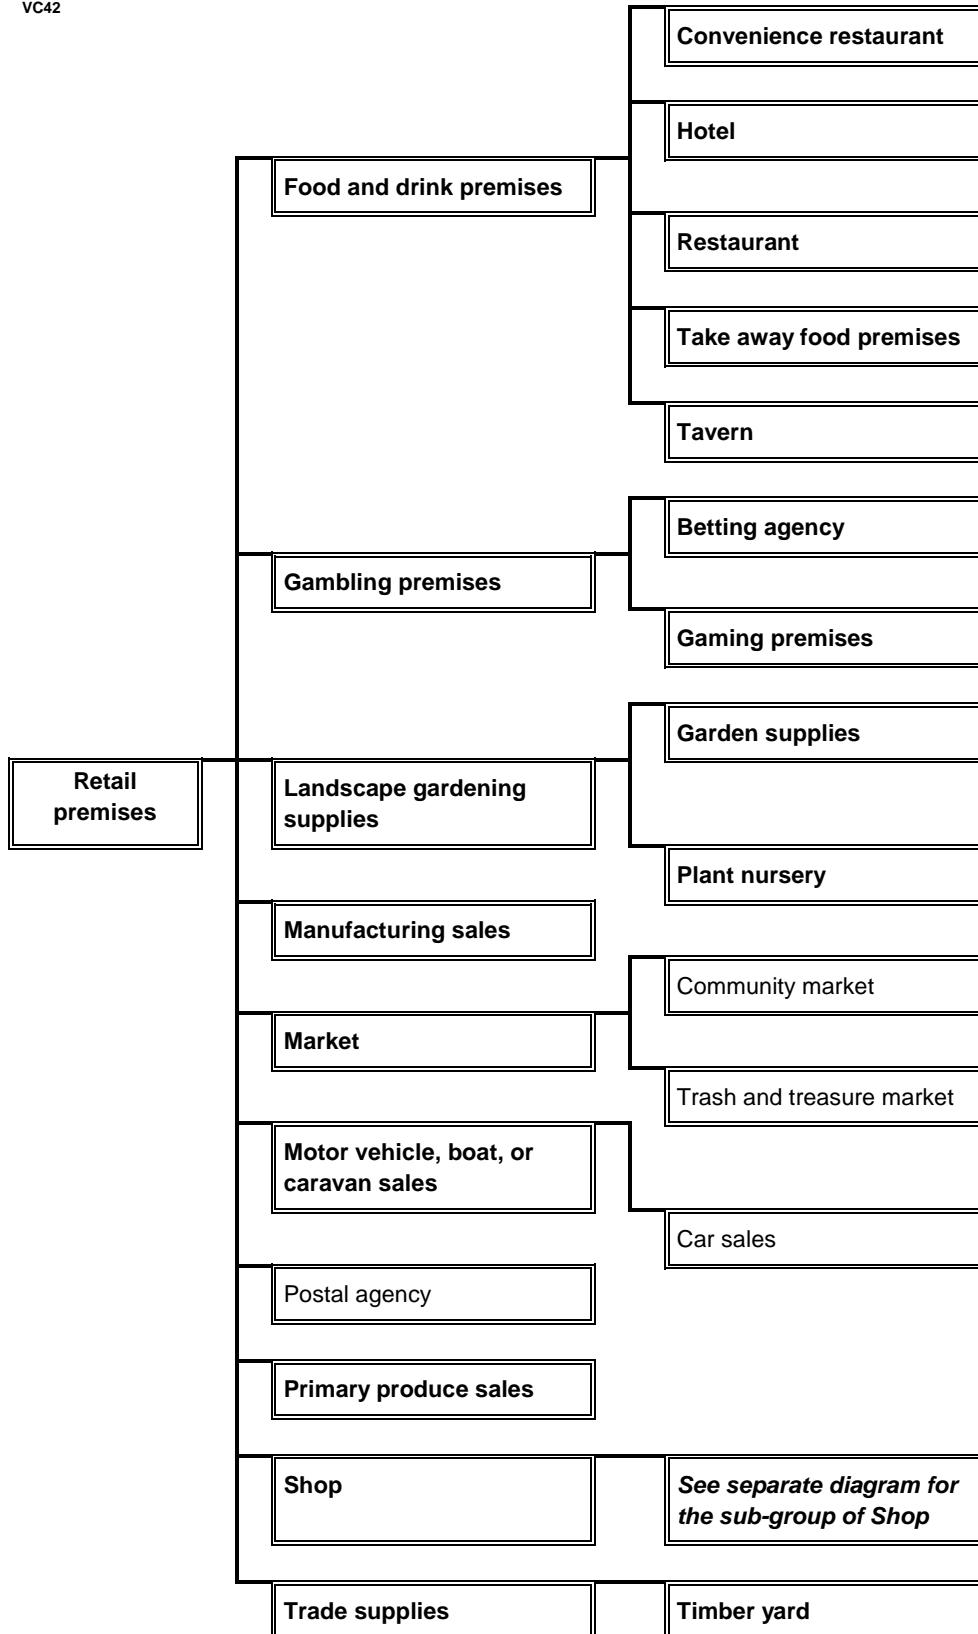 VC42
Convenience restaurant
Hotel
Food and drink premises
Restaurant
Take away food premises
Tavern
Betting agency
Gambling premises
Gaming premises
Garden supplies
Retail
premises
Landscape gardening
supplies
Plant nursery
Manufacturing sales
Community market
Market
Trash and treasure market
Motor vehicle, boat, or
caravan sales
Car sales
Postal agency
Primary produce sales
Shop
See separate diagram for
the sub-group of Shop
Trade supplies
Timber yard